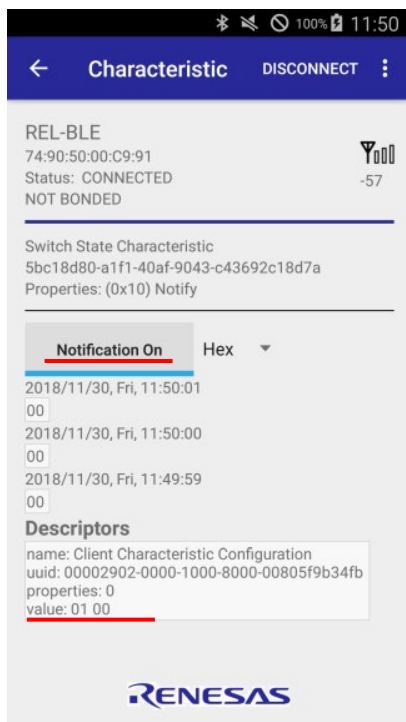 100% 11:50
Characteristic DISCONNECT
REL-BLE
74:90:50:00:C9:91
Status: CONNECTED
-57
NOT BONDED
Switch State Characteristic
5bc18d80-a1f1-40af-9043-c43692c18d7a
Properties: (0x10) Notify
Notification On Hex
2018/11/30, Fri, 11:50:01
00
2018/11/30, Fri, 11:50:00
00
2018/11/30, Fri, 11:49:59
00
Descriptors
name: Client Characteristic Configuration
uuid: 00002902-0000-1000-8000-00805f9b34fb
properties: 0
value: 01 00
RENESAS